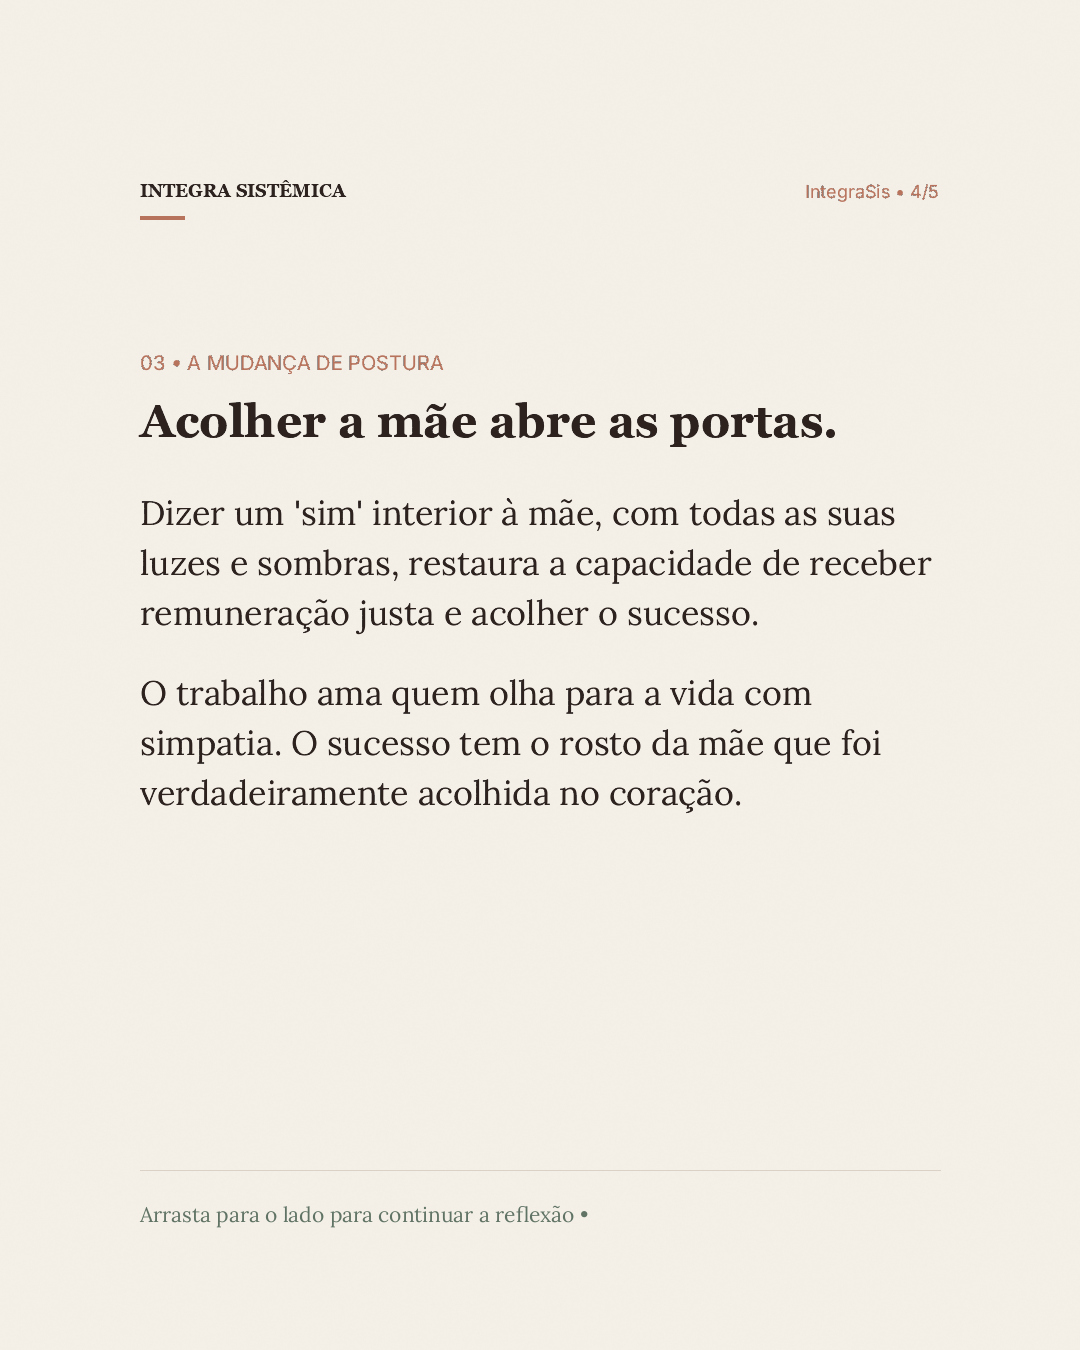 INTEGRA SISTÊMICA
IntegraSis • 4/5
03 • A MUDANÇA DE POSTURA
Acolher a mãe abre as portas.
Dizer um 'sim' interior à mãe, com todas as suas
luzes e sombras, restaura a capacidade de receber
remuneração justa e acolher o sucesso.
O trabalho ama quem olha para a vida com
simpatia. O sucesso tem o rosto da mãe que foi
verdadeiramente acolhida no coração.
Arrasta para o lado para continuar a reflexão •